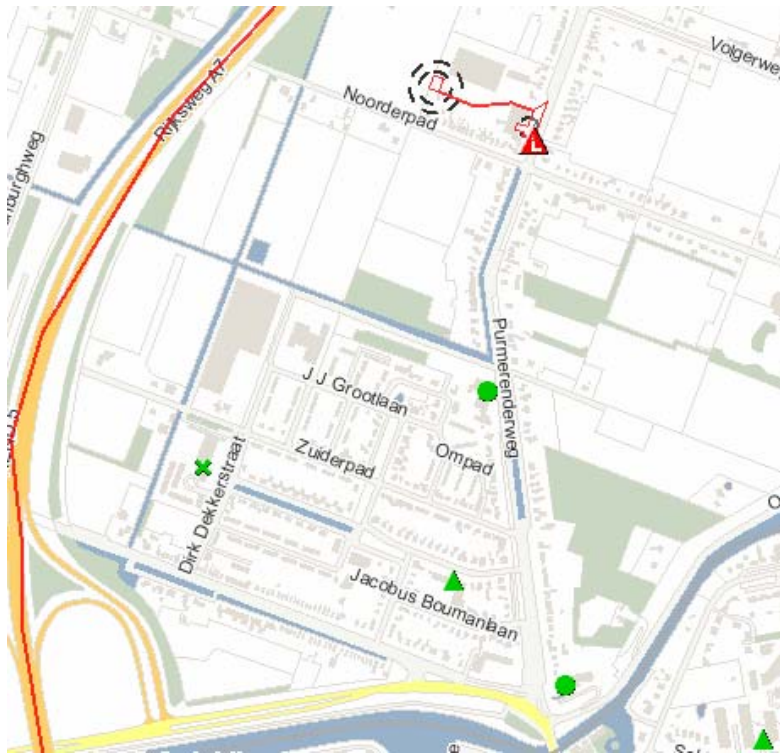 Volgerweg
Rijksweg A7
Noorderpad
Purmerenderweg
J J Grootlaan
Ompad
Zuiderpad
Dirk Dekkerstraat
Jacobus Boumanlaan
L